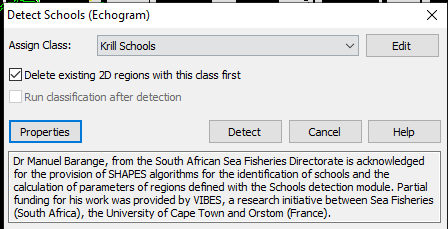 Detect Schools (Echogram)
Assign Class: Krill Schools Edit
Delete existing 2D regions with this class first
Run classification after detection
Properties Detect Cancel Help
Dr Manuel Barange, from the South African Sea Fisheries Directorate is acknowledged
for the provision of SHAPES algorithms for the identification of schools and the
calculation of parameters of regions defined with the Schools detection module. Partial
funding for his work was provided by VIBES, a research initiative between Sea Fisheries
(South Africa), the University of Cape Town and Orstom (France).